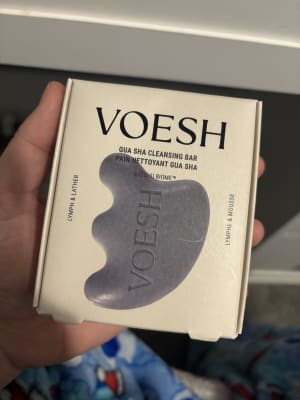 VOESH
GUA SHA CLEANSING BAR
PAIN NETTOYANT GUA SHA
LYMPH & LATHER
LYMPHE & MOUSSE
VOESH